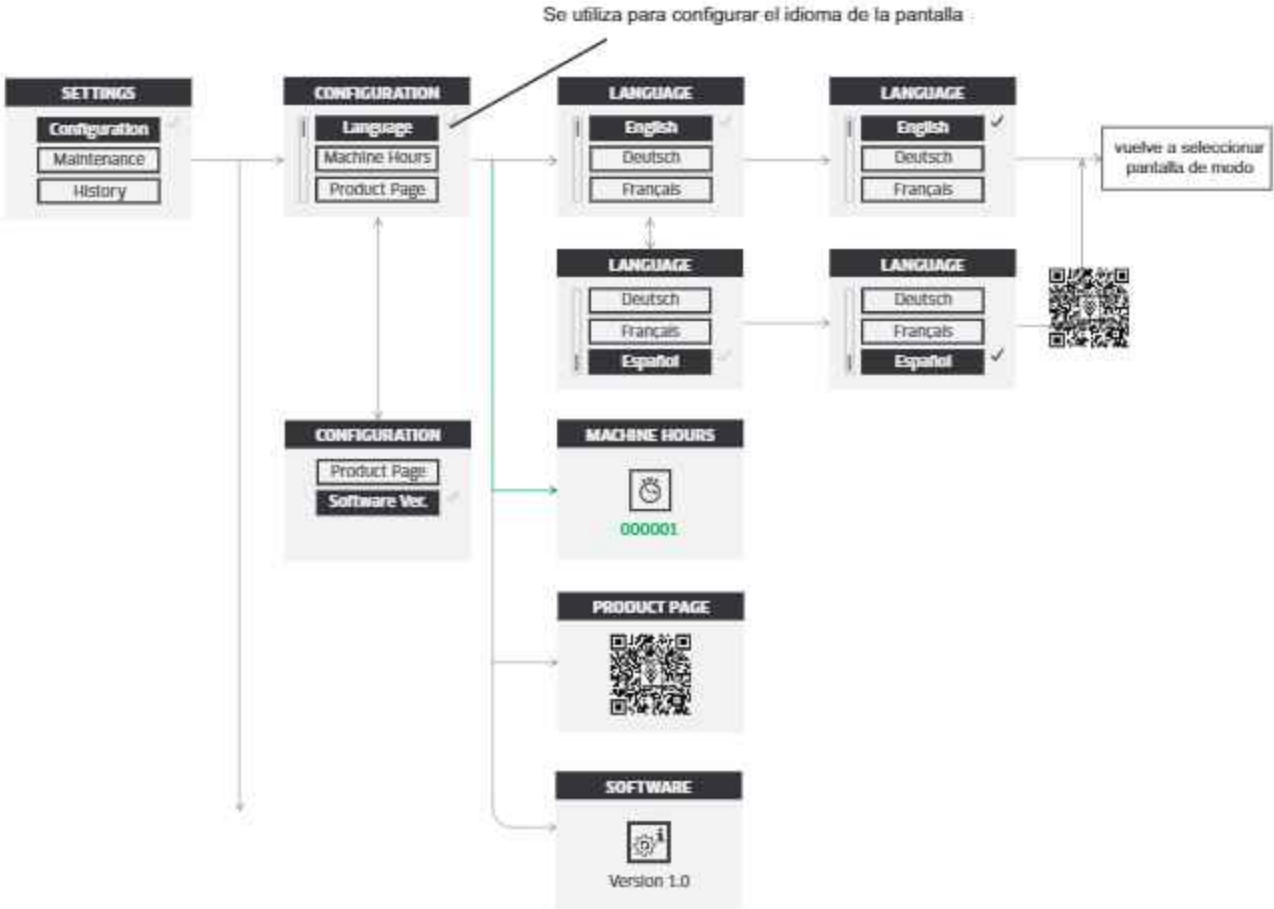 Se utiliza para configurar el idioma de la pantalla
SETTINGS
Configuration
Maintenance
History
CONFIGURATION
Language
Machine Hours
Product Page
LANGUAGE
English
Deutsch
Français
LANGUAGE
English
Deutsch
Français
vuelve a seleccionar
pantalla de modo
LANGUAGE
Deutsch
Français
Español
LANGUAGE
Deutsch
Français
Español
CONFIGURATION
Product Page
Software Ver.
MACHINE HOURS
000001
PRODUCT PAGE
SOFTWARE
i
Version 1.0